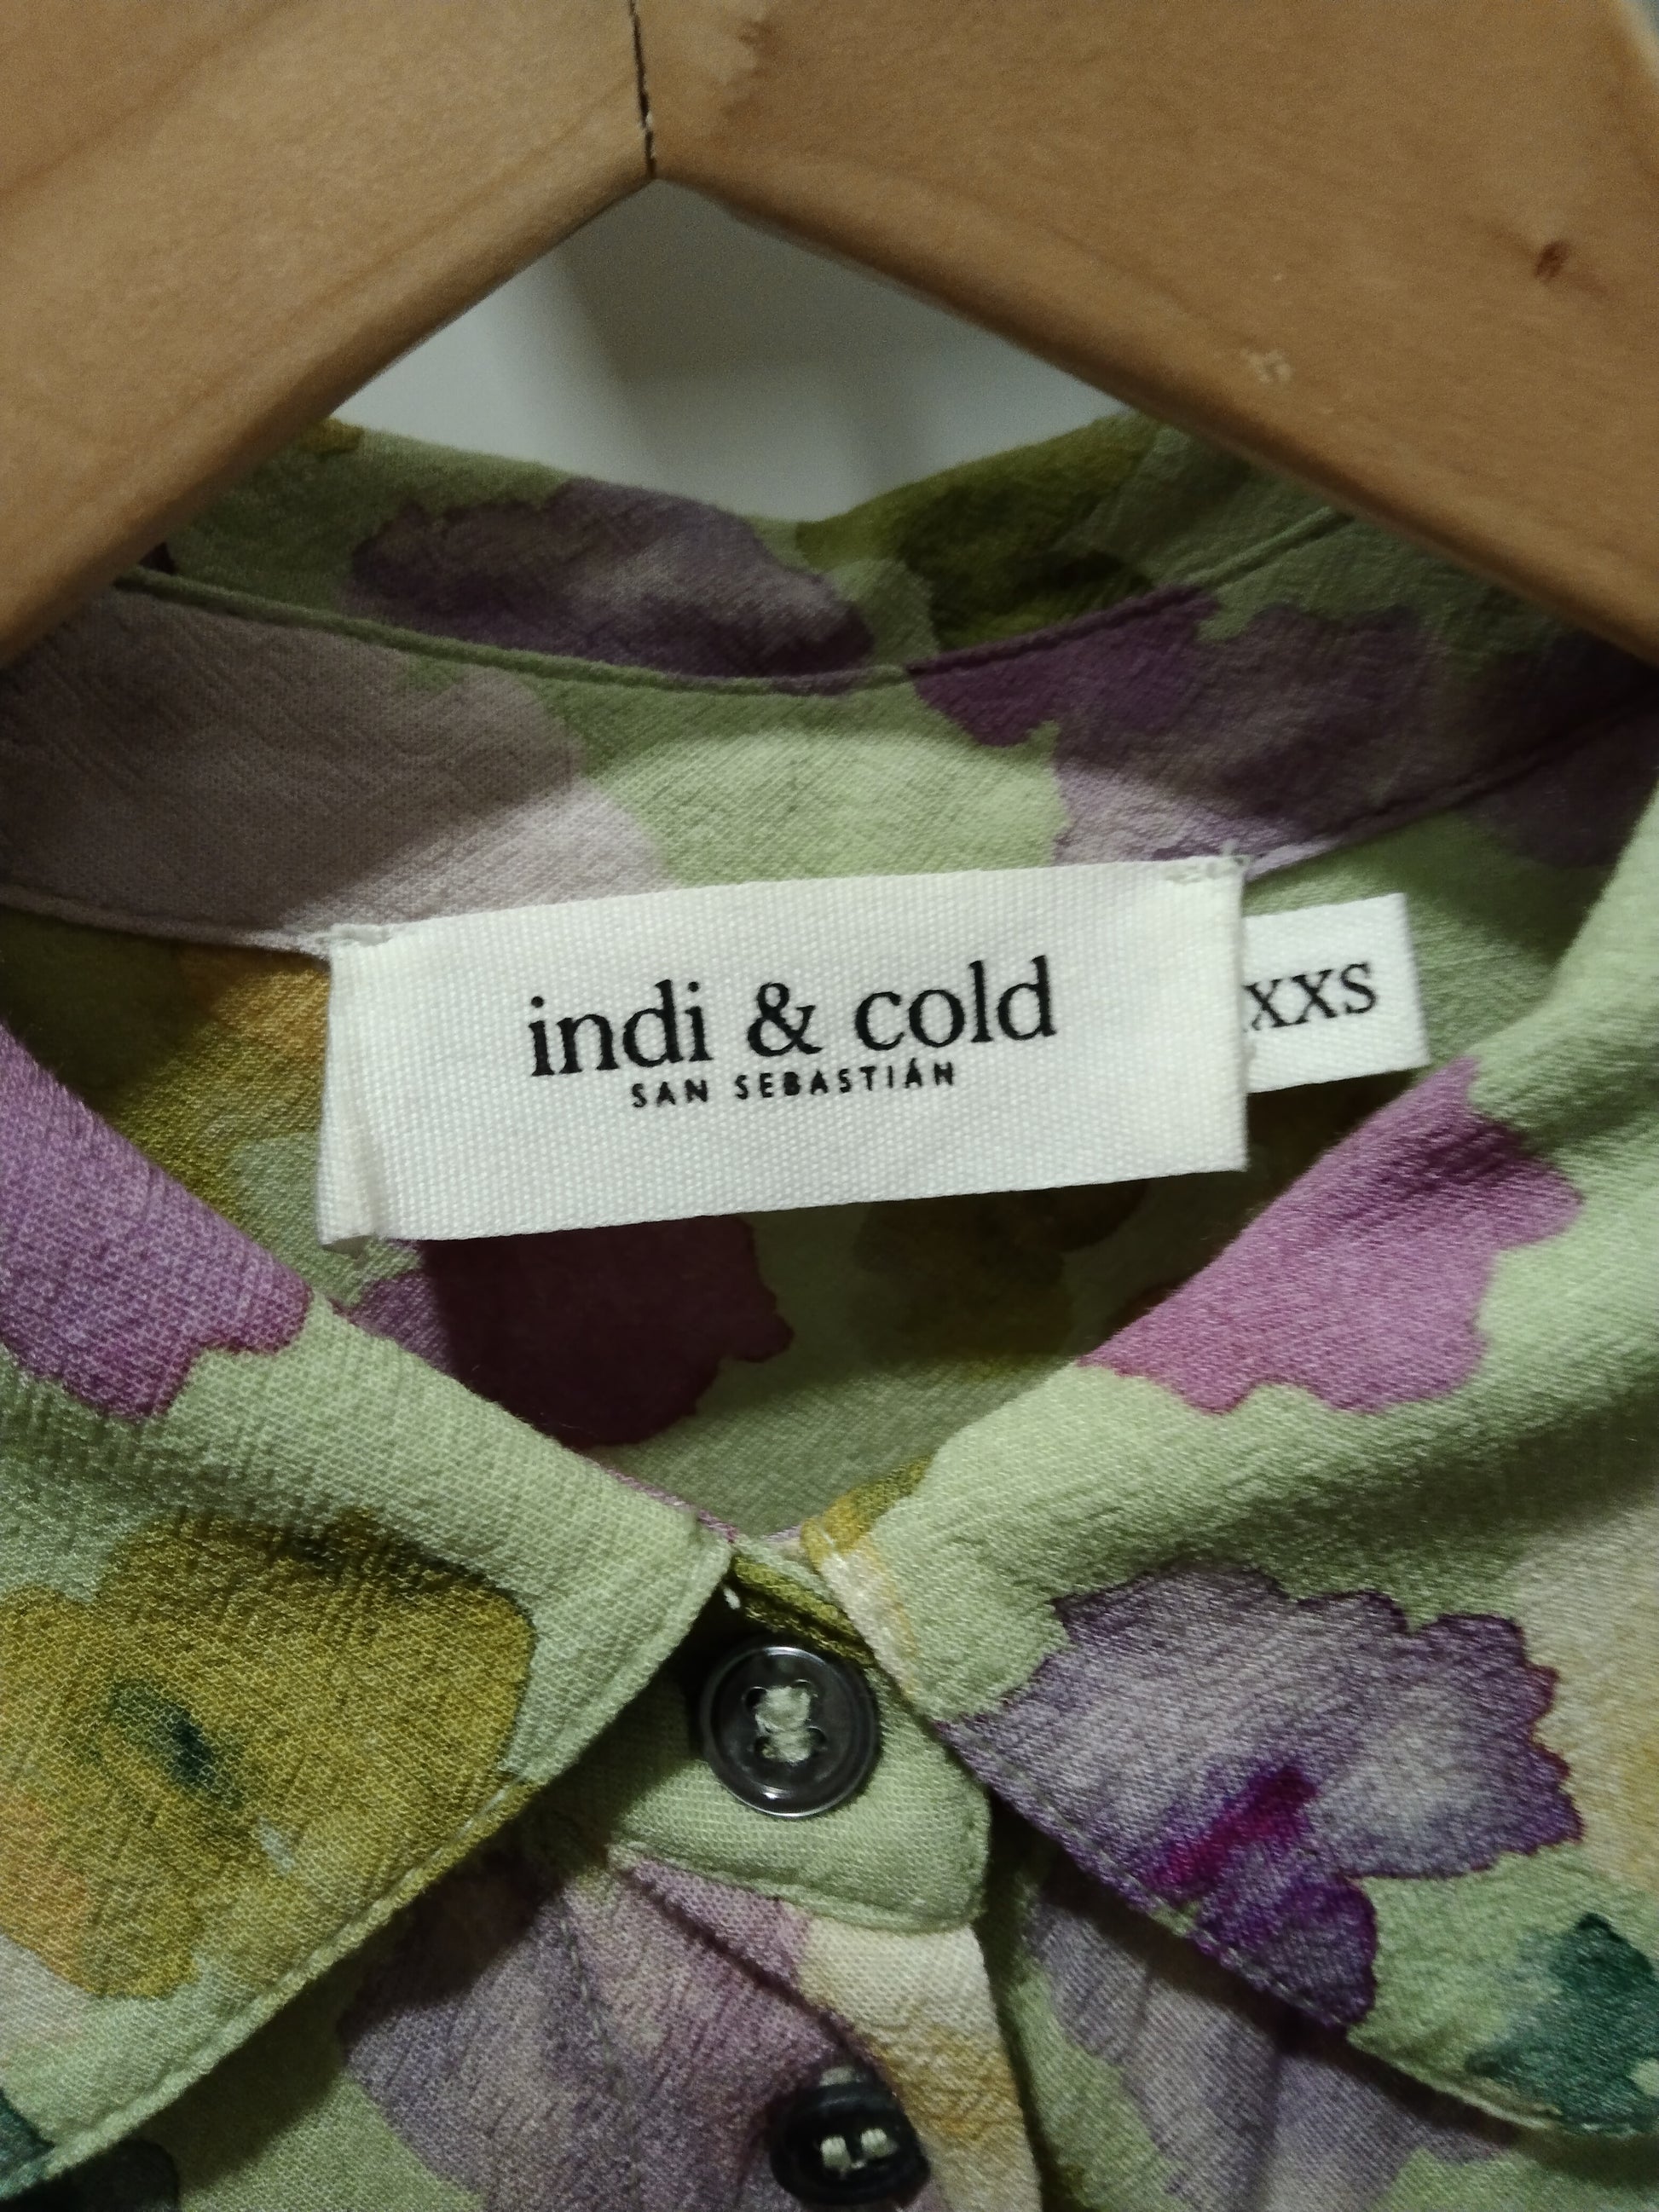 indi & cold
SAN SEBASTIÁN
XXS